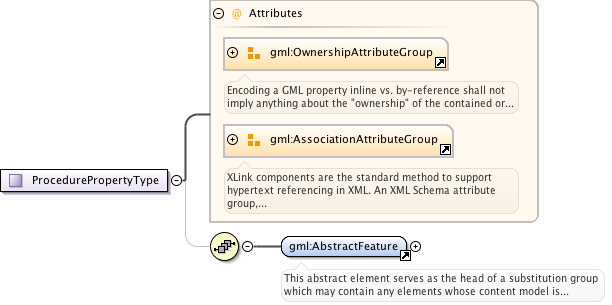 @ Attributes
gml:OwnershipAttributeGroup
Encoding a GML property inline vs. by-reference shall not
imply anything about the "ownership" of the contained or...
gml:AssociationAttributeGroup
XLink components are the standard method to support
hypertext referencing in XML. An XML Schema attribute
group,...
ProcedurePropertyType
gml:AbstractFeature
This abstract element serves as the head of a substitution group
which may contain any elements whose content model is...